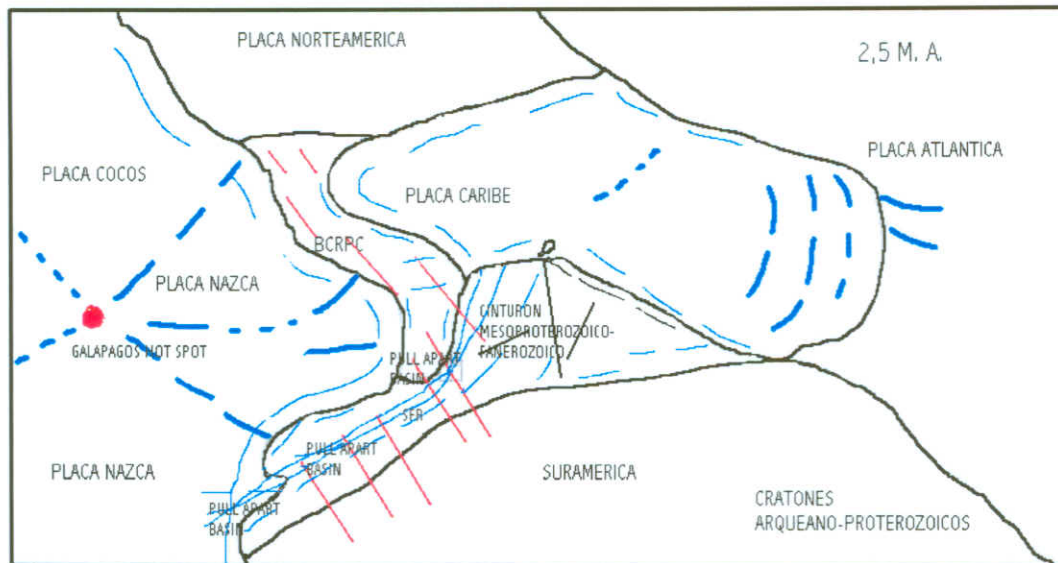 PLACA NORTEAMERICA
2,5 M. A.
PLACA ATLANTICA
PLACA COCOS
PLACA CARIBE
BCRPC
PLACA NAZCA
CINTURON
MESOPROTEROZOICO-
FANEROZOICO
GALAPAGOS HOT SPOT
PULL APART
BASIN
SFR
PULL APART
BASIN
PLACA NAZCA
SURAMERICA
CRATONES
ARQUEANO-PROTEROZOICOS
PULL APART
BASIN